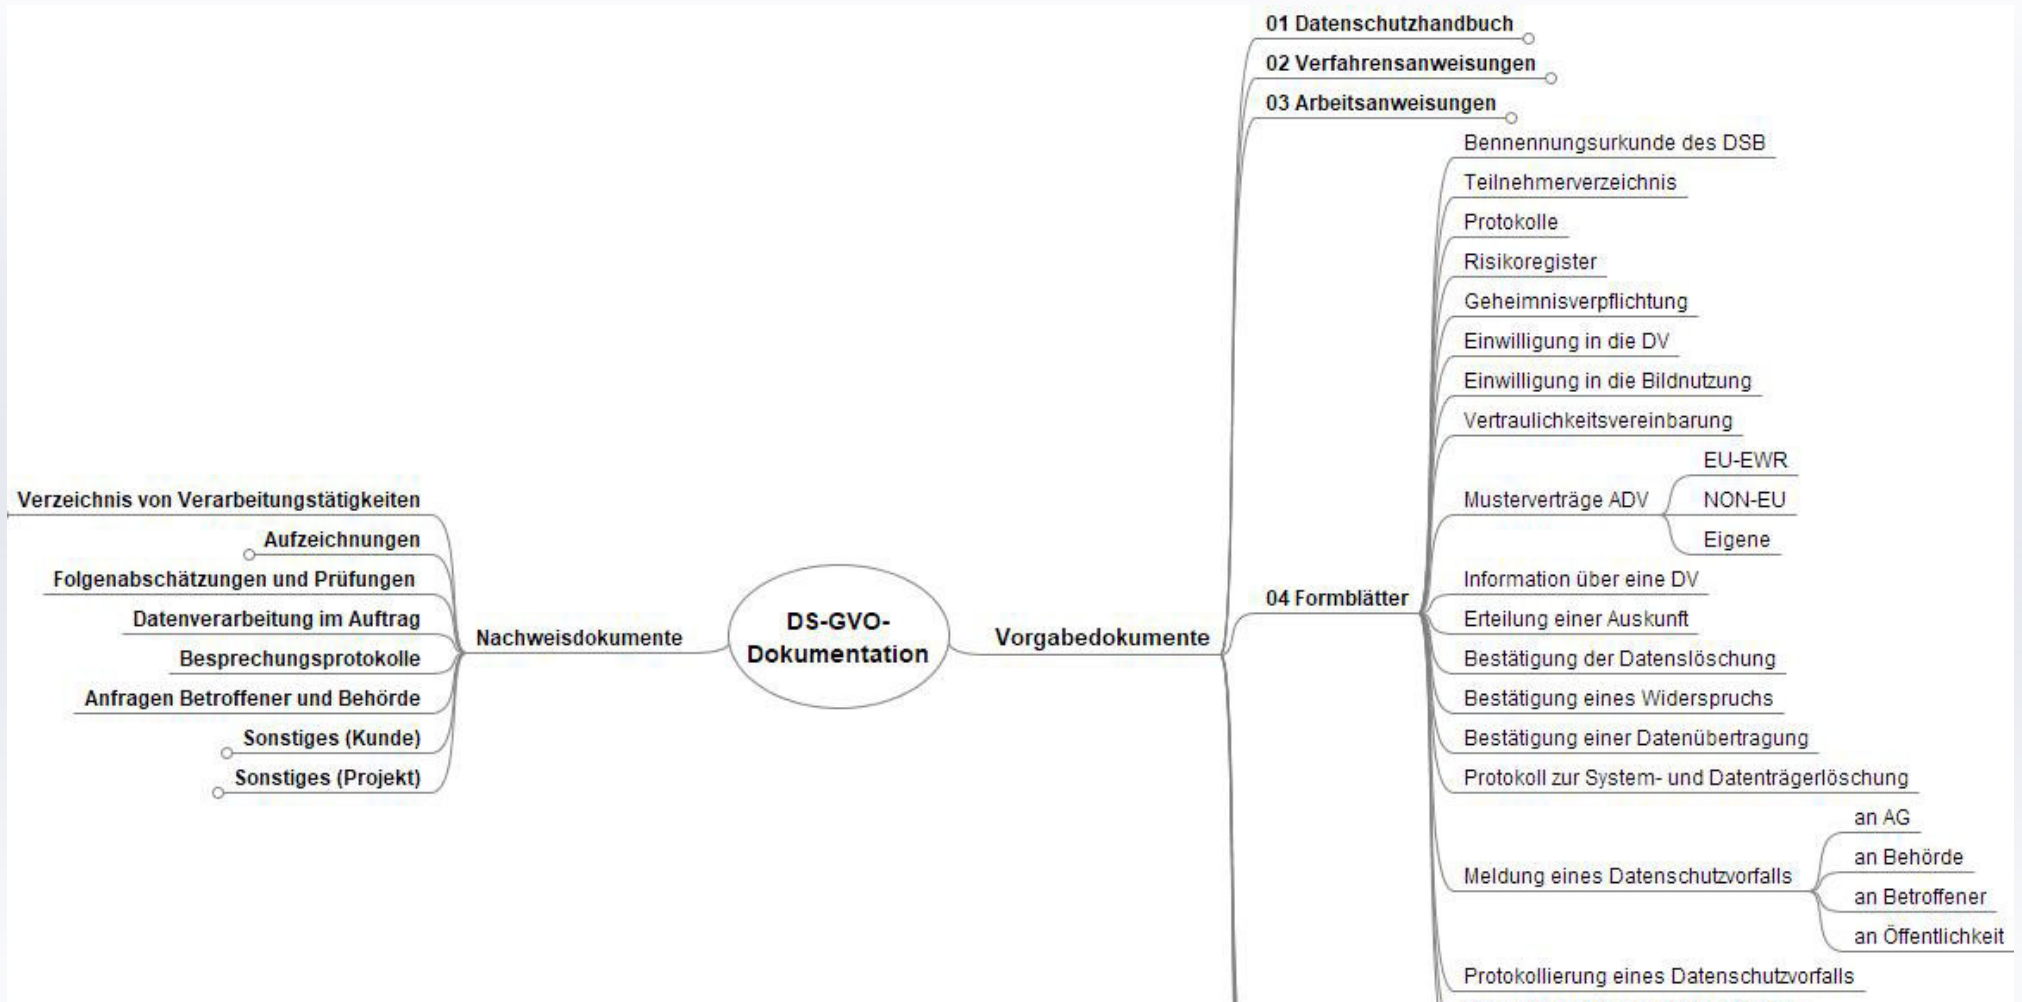 01 Datenschutzhandbuch
02 Verfahrensanweisungen
03 Arbeitsanweisungen
Bennennungsurkunde des DSB
Teilnehmerverzeichnis
Protokolle
Risikoregister
Geheimnisverpflichtung
Einwilligung in die DV
Einwilligung in die Bildnutzung
Vertraulichkeitsvereinbarung
Musterverträge ADV
EU-EWR
NON-EU
Eigene
Information über eine DV
04 Formblätter
Erteilung einer Auskunft
Bestätigung der Datenslöschung
Bestätigung eines Widerspruchs
Bestätigung einer Datenübertragung
Protokoll zur System- und Datenträgerlöschung
Meldung eines Datenschutzvorfalls
an AG
an Behörde
an Betroffener
an Öffentlichkeit
Protokollierung eines Datenschutzvorfalls
Vorgabedokumente
DS-GVO-
Dokumentation
Nachweisdokumente
Verzeichnis von Verarbeitungstätigkeiten
Aufzeichnungen
Folgenabschätzungen und Prüfungen
Datenverarbeitung im Auftrag
Besprechungsprotokolle
Anfragen Betroffener und Behörde
Sonstiges (Kunde)
Sonstiges (Projekt)